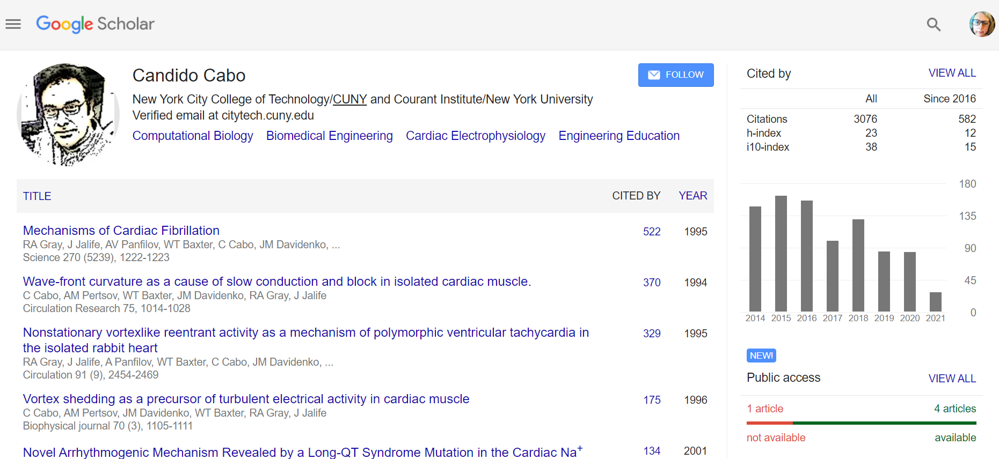 Google Scholar
Candido Cabo
FOLLOW
New York City College of Technology/CUNY and Courant Institute/New York University
Verified email at citytech.cuny.edu
Computational Biology Biomedical Engineering Cardiac Electrophysiology Engineering Education
TITLE CITED BY YEAR
Mechanisms of Cardiac Fibrillation 522 1995
RA Gray, J Jalife, AV Panfilov, WT Baxter, C Cabo, JM Davidenko, ...
Science 270 (5239), 1222-1223
Wave-front curvature as a cause of slow conduction and block in isolated cardiac muscle. 370 1994
C Cabo, AM Pertsov, WT Baxter, JM Davidenko, RA Gray, J Jalife
Circulation Research 75, 1014-1028
Nonstationary vortexlike reentrant activity as a mechanism of polymorphic ventricular tachycardia in 329 1995
the isolated rabbit heart
RA Gray, J Jalife, A Panfilov, WT Baxter, C Cabo, JM Davidenko, ...
Circulation 91 (9), 2454-2469
Vortex shedding as a precursor of turbulent electrical activity in cardiac muscle 175 1996
C Cabo, AM Pertsov, JM Davidenko, WT Baxter, RA Gray, J Jalife
Biophysical journal 70 (3), 1105-1111
Novel Arrhythmogenic Mechanism Revealed by a Long-QT Syndrome Mutation in the Cardiac Na+ 134 2001
Cited by VIEW ALL
All Since 2016
Citations 3076 582
h-index 23 12
i10-index 38 15
180
135
90
45
0
2014 2015 2016 2017 2018 2019 2020 2021
NEW!
Public access VIEW ALL
1 article 4 articles
not available available